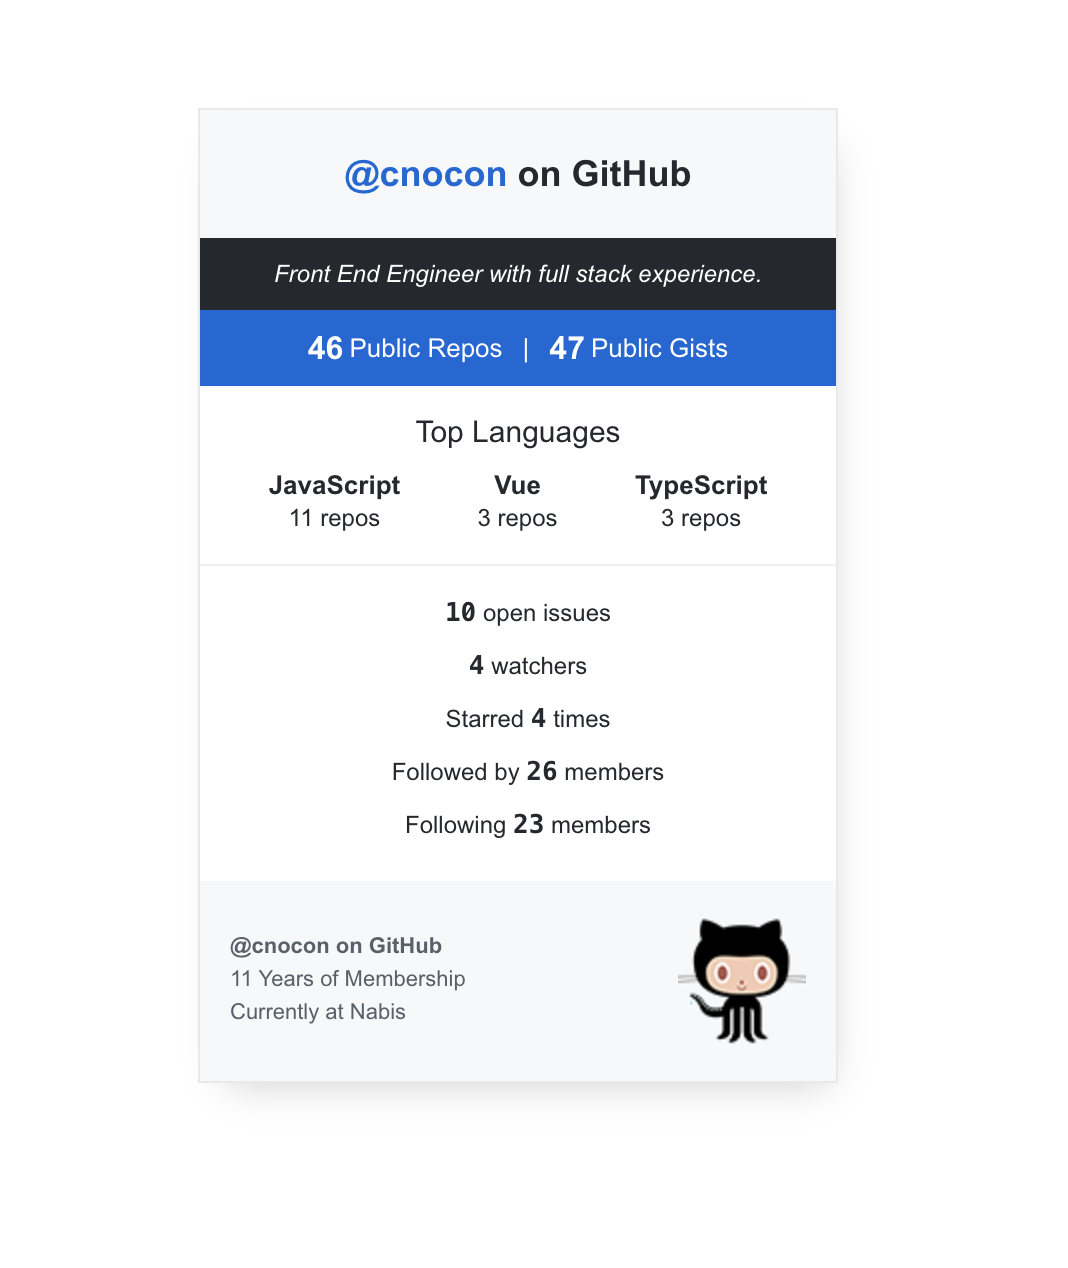 @cnocon on GitHub
Front End Engineer with full stack experience.
46 Public Repos | 47 Public Gists
Top Languages
JavaScript Vue TypeScript
11 repos 3 repos 3 repos
10 open issues
4 watchers
Starred 4 times
Followed by 26 members
Following 23 members
@cnocon on GitHub
11 Years of Membership
Currently at Nabis